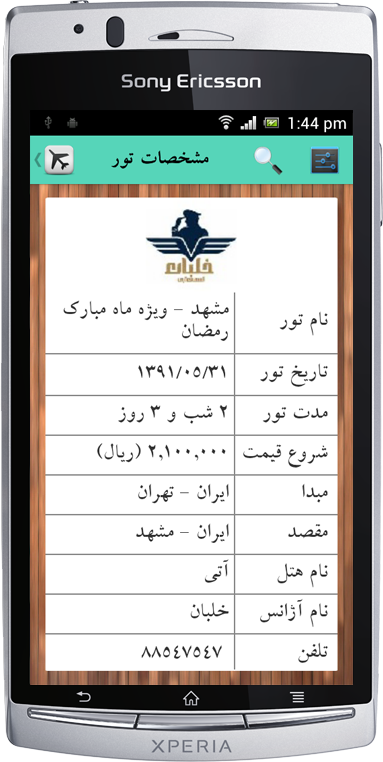 Sony Ericsson
1:44 pm
مشخصات تور
خلبان
نام تور مشهد - ویژه ماه مبارک رمضان
تاریخ تور ۱۳۹۱/۰۵/۳۱
مدت تور ۲ شب و ۳ روز
شروع قیمت ۲,۱۰۰,۰۰۰ (ریال)
مبدا ایران - تهران
مقصد ایران - مشهد
نام هتل آتی
نام آژانس خلبان
تلفن ۸۸۵٤۷۵٤۷
XPERIA